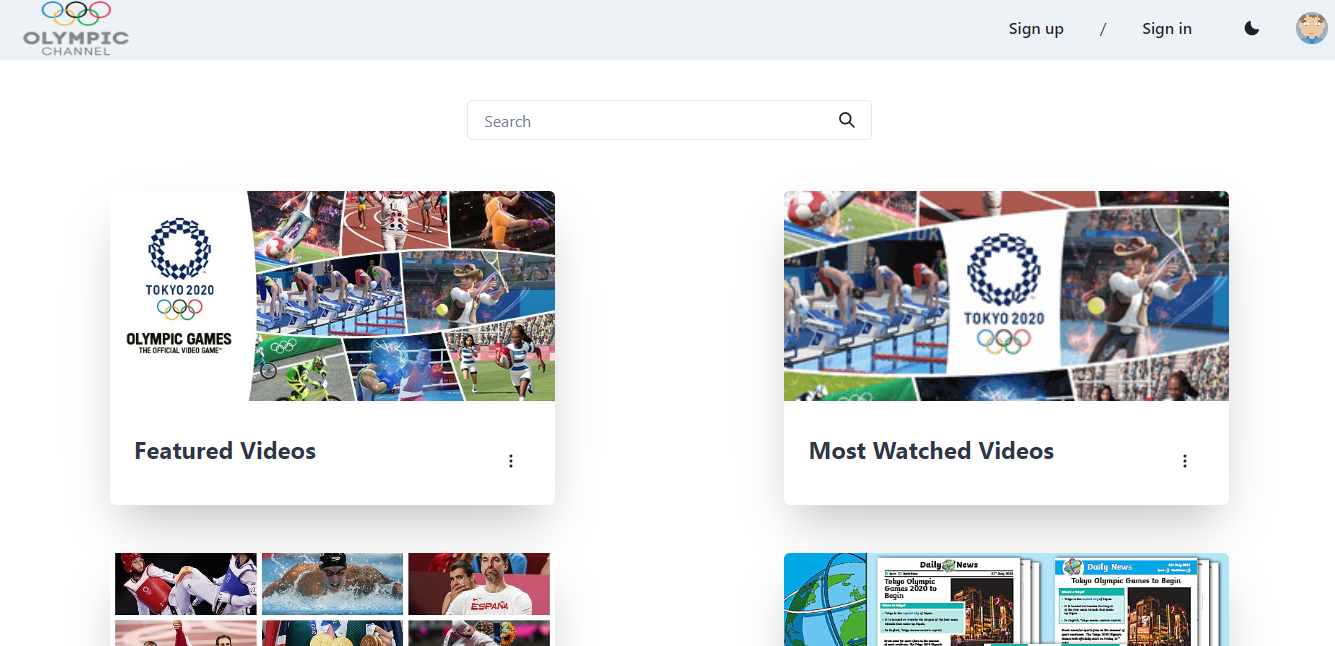 OLYMPIC
CHANNEL
Sign up / Sign in
Search
TOKYO 2020
OLYMPIC GAMES
THE OFFICIAL VIDEO GAME™
TOKYO 2020
Featured Videos
Most Watched Videos
ESPAÑA
Daily News
Tokyo Olympic
Games 2020 to
Begin
Daily News
Tokyo Olympic Games to Begin